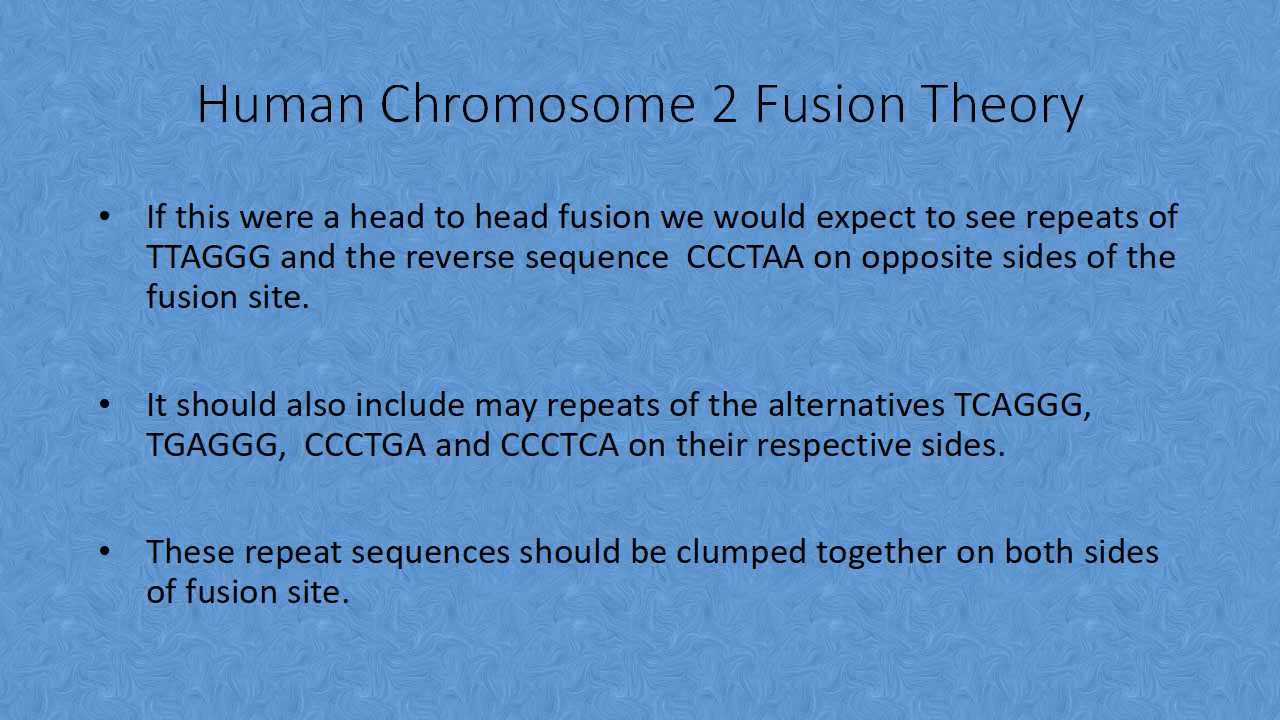 Human Chromosome 2 Fusion Theory
• If this were a head to head fusion we would expect to see repeats of
TTAGGG and the reverse sequence  CCCTAA on opposite sides of the
fusion site.
• It should also include may repeats of the alternatives TCAGGG,
TGAGGG,  CCCTGA and CCCTCA on their respective sides.
• These repeat sequences should be clumped together on both sides
of fusion site.